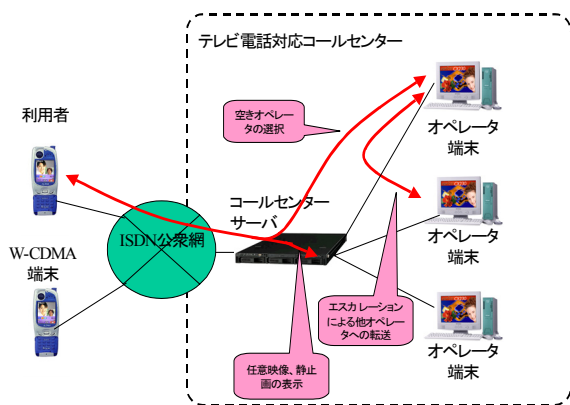 テレビ電話対応コールセンター
利用者
空きオペレー
タの選択
オペレータ
端末
コールセンター
サーバ
ISDN公衆網
W-CDMA
端末
オペレータ
端末
エスカレーション
による他オペレー
タへの転送
任意映像、静止
画の表示
オペレータ
端末